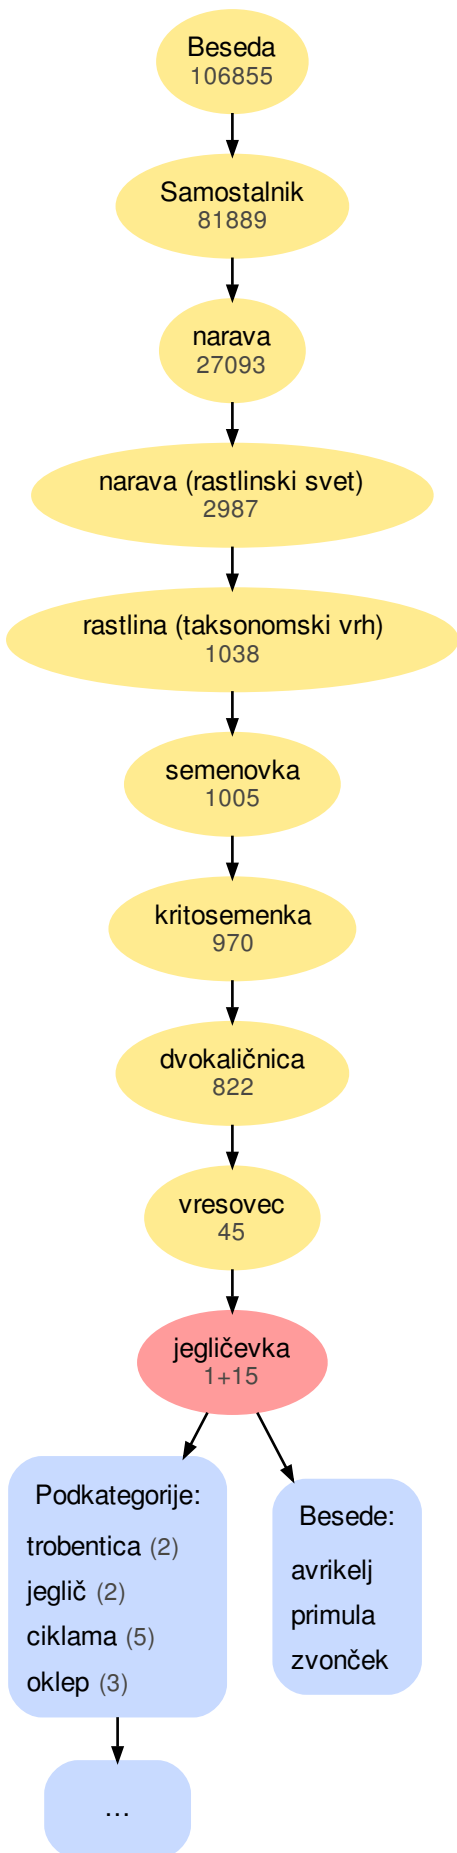 Beseda
106855
Samostalnik
81889
narava
27093
narava (rastlinski svet)
2987
rastlina (taksonomski vrh)
1038
semenovka
1005
kritosemenka
970
dvokaličnica
822
vresovec
45
jegličevka
1+15
Podkategorije:
trobentica (2)
jeglič (2)
ciklama (5)
oklep (3)
Besede:
avrikelj
primula
zvonček
...